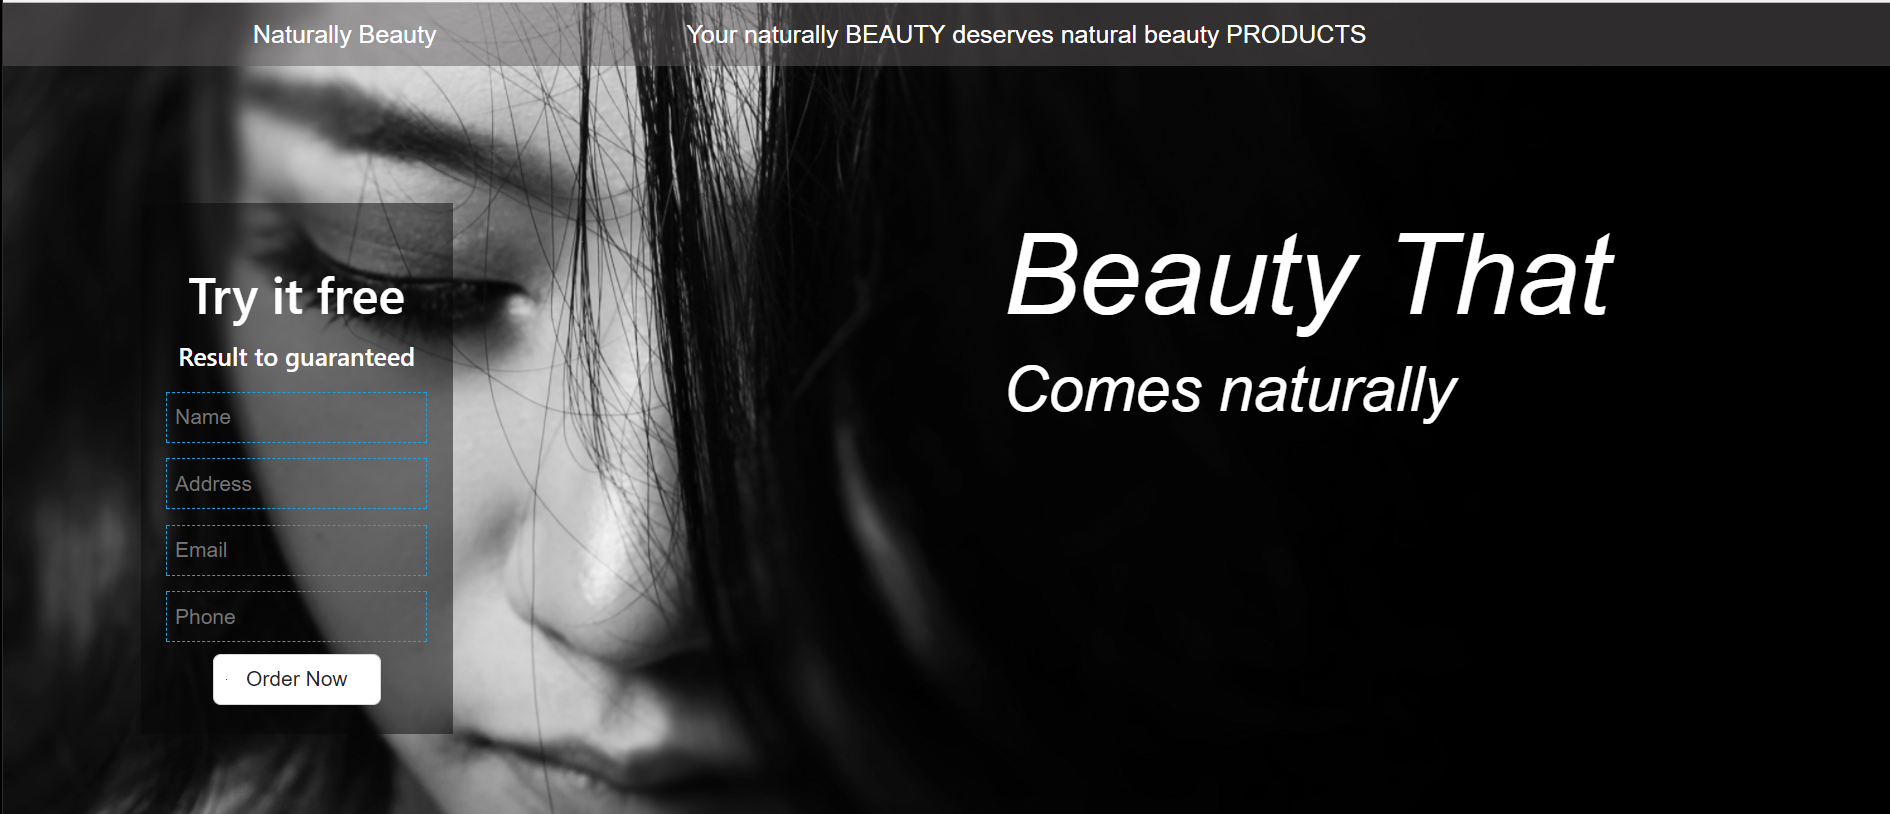 Naturally Beauty
Your naturally BEAUTY deserves natural beauty PRODUCTS
Beauty That
Comes naturally
Try it free
Result to guaranteed
Name
Address
Email
Phone
Order Now